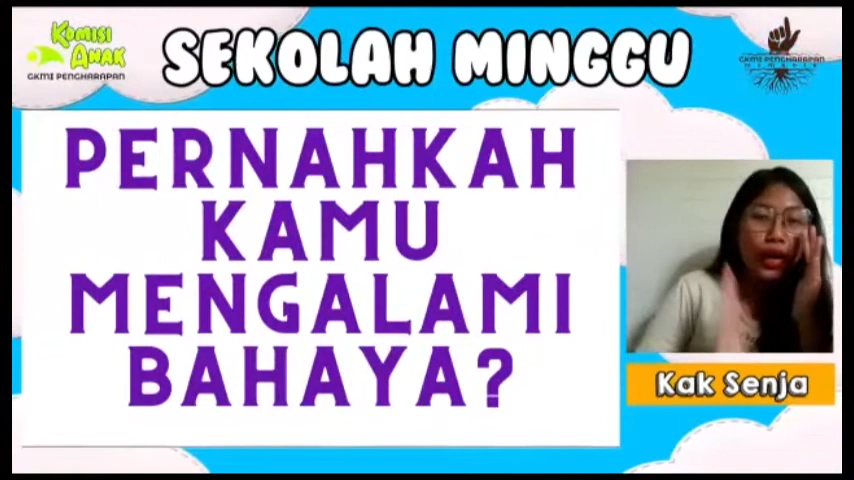 KOMISI
ANAK
GKMI PENGHARAPAN
SEKOLAH MINGGU
GKMI PENGHARAPAN
PERNAHKAH
KAMU
MENGALAMI
BAHAYA?
Kak Senja